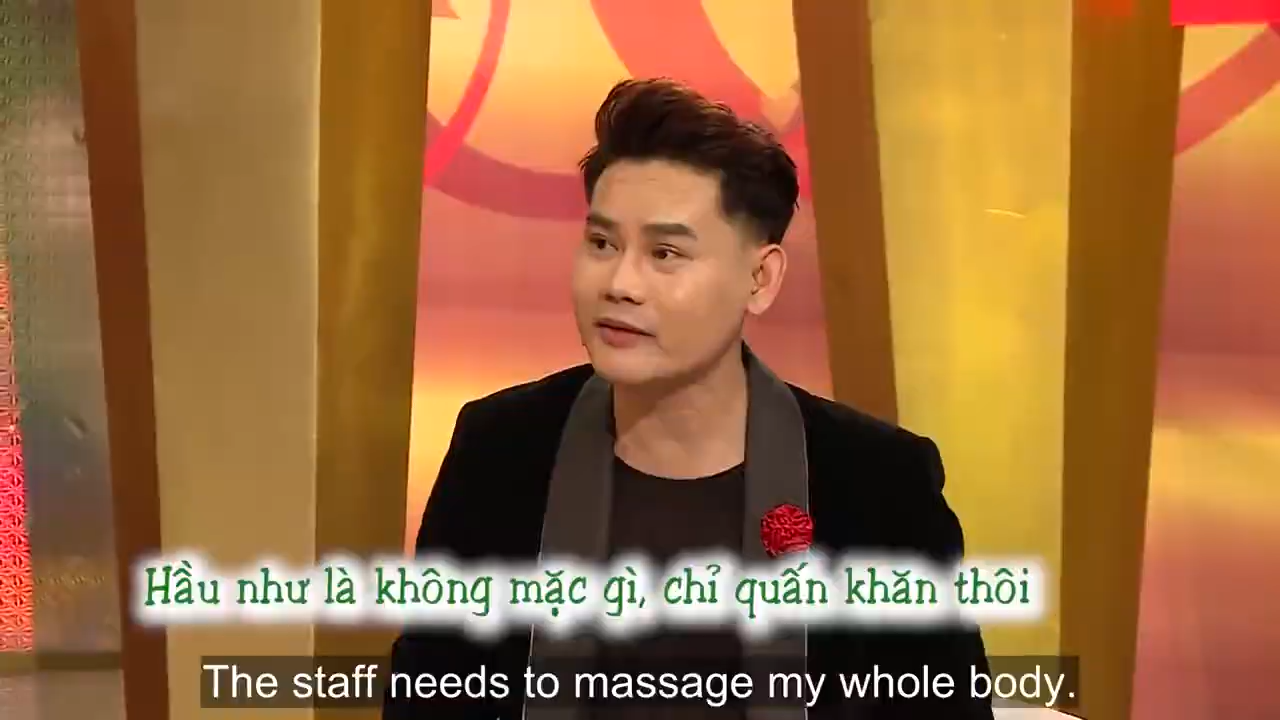 Hầu như là không mặc gì, chỉ quấn khăn thôi
The staff needs to massage my whole body.